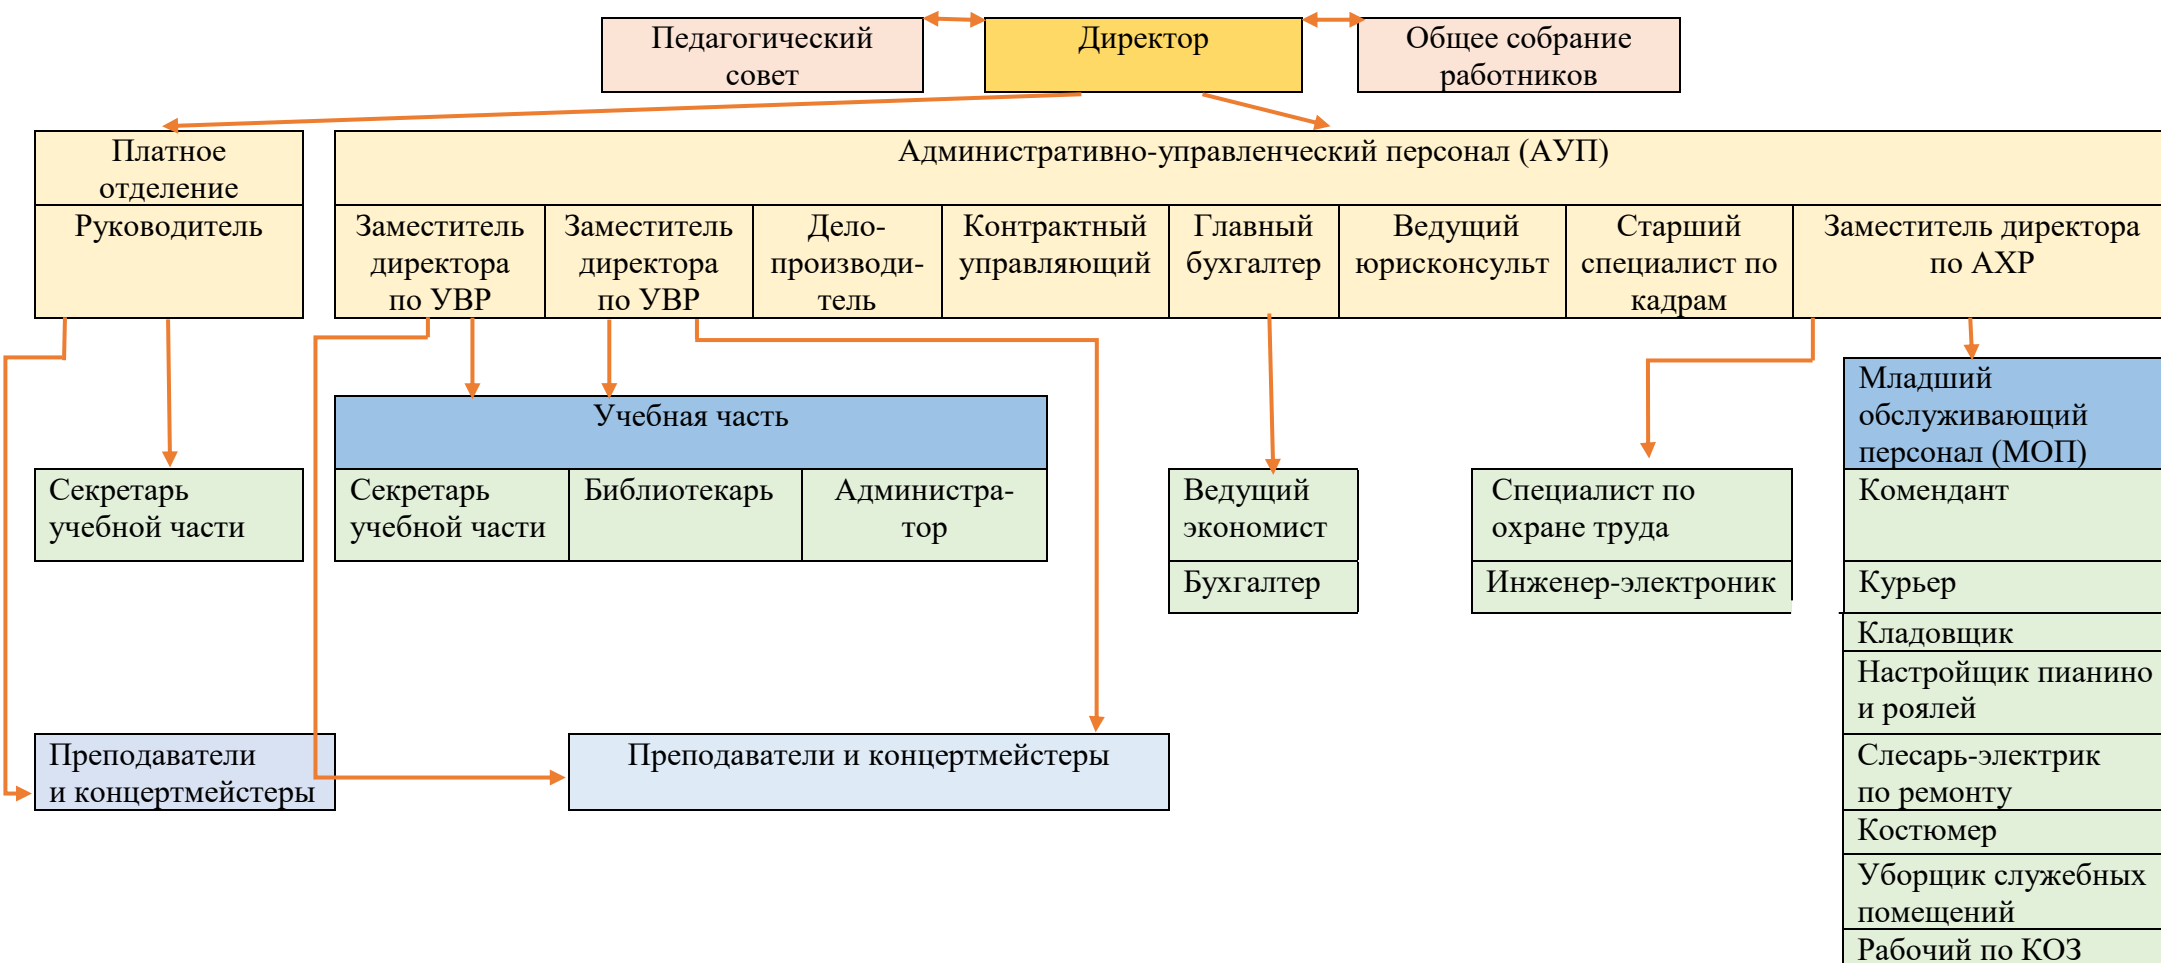 Педагогический
совет
Директор
Общее собрание
работников
Платное
отделение
Руководитель
Административно-управленческий персонал (АУП)
Заместитель
директора
по УВР
Заместитель
директора
по УВР
Дело-
производи-
тель
Контрактный
управляющий
Главный
бухгалтер
Ведущий
юрисконсульт
Старший
специалист по
кадрам
Заместитель директора
по АХР
Учебная часть
Младший
обслуживающий
персонал (МОП)
Секретарь
учебной части
Секретарь
учебной части
Библиотекарь
Администра-
тор
Ведущий
экономист
Бухгалтер
Специалист по
охране труда
Инженер-электроник
Комендант
Курьер
Кладовщик
Настройщик пианино
и роялей
Слесарь-электрик
по ремонту
Костюмер
Уборщик служебных
помещений
Рабочий по КОЗ
Преподаватели
и концертмейстеры
Преподаватели и концертмейстеры